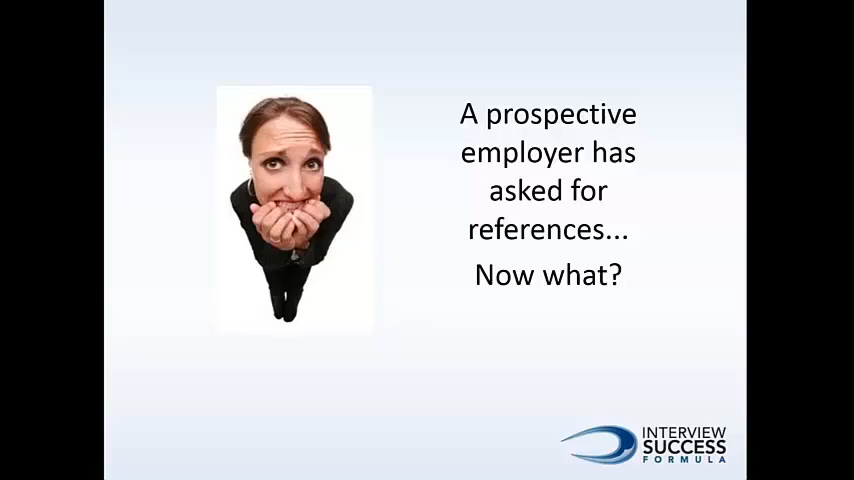 A prospective
employer has
asked for
references...
Now what?
INTERVIEW
SUCCESS
FORMULA